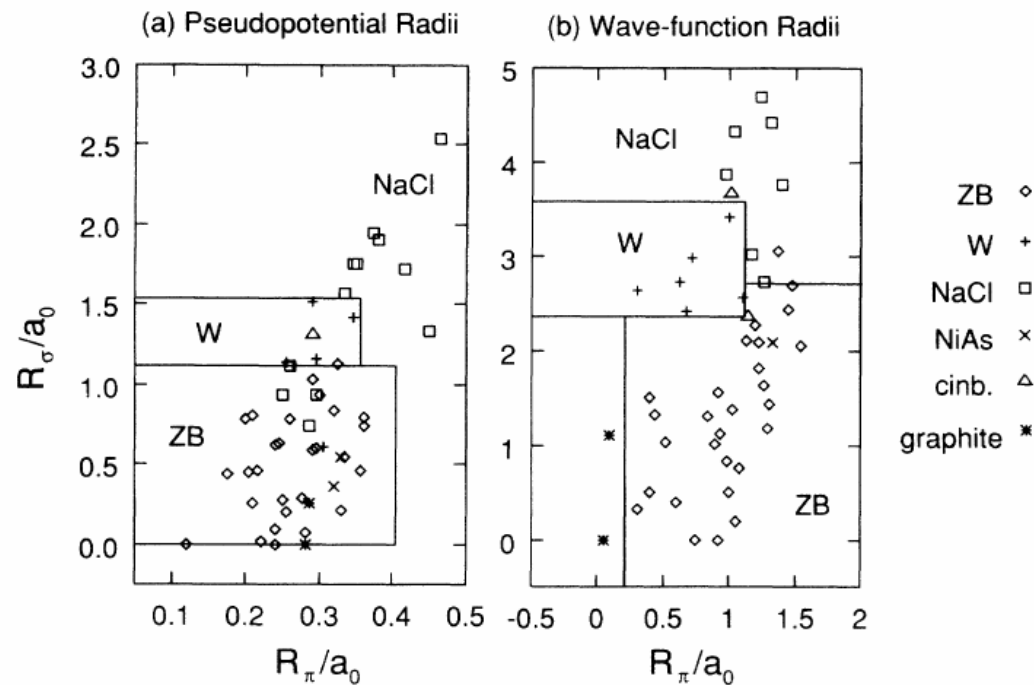 (a) Pseudopotential Radii
(b) Wave-function Radii
3.0
2.5
2.0
1.5
1.0
0.5
0.0
R_σ/a_0
NaCl
W
ZB
0.1 0.2 0.3 0.4 0.5
R_π/a_0
5
4
3
2
1
0
NaCl
W
ZB
-0.5 0 0.5 1 1.5 2
R_π/a_0
ZB
W
NaCl
NiAs
cinb.
graphite